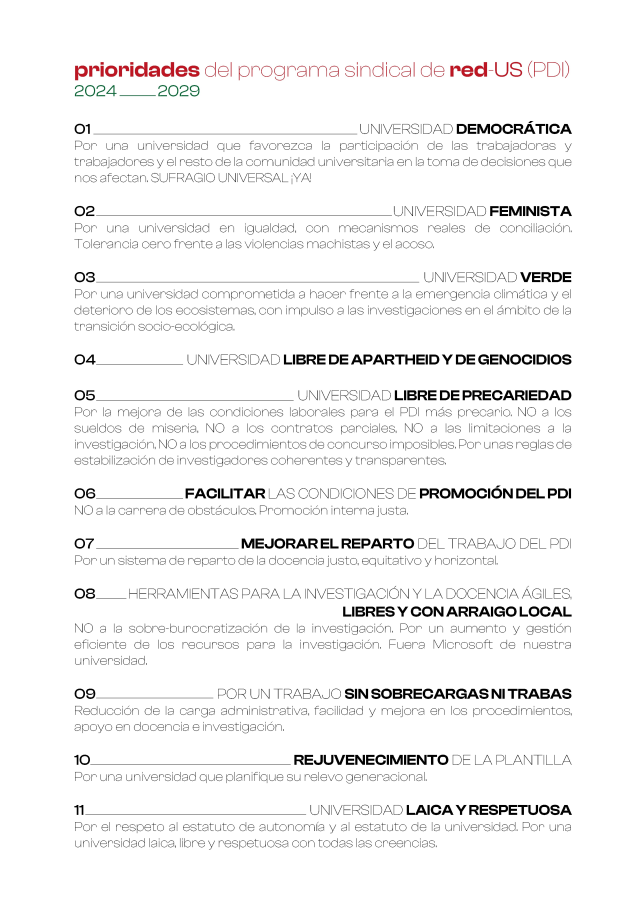 prioridades del programa sindical de red-US (PDI)
2024 ____ 2029
01 UNIVERSIDAD DEMOCRÁTICA
Por una universidad que favorezca la participación de las trabajadoras y
trabajadores y el resto de la comunidad universitaria en la toma de decisiones que
nos afectan. SUFRAGIO UNIVERSAL ¡YA!
02 UNIVERSIDAD FEMINISTA
Por una universidad en igualdad, con mecanismos reales de conciliación.
Tolerancia cero frente a las violencias machistas y el acoso.
03 UNIVERSIDAD VERDE
Por una universidad comprometida a hacer frente a la emergencia climática y el
deterioro de los ecosistemas, con impulso a las investigaciones en el ámbito de la
transición socio-ecológica.
04 UNIVERSIDAD LIBRE DE APARTHEID Y DE GENOCIDIOS
05 UNIVERSIDAD LIBRE DE PRECARIEDAD
Por la mejora de las condiciones laborales para el PDI más precario. NO a los
sueldos de miseria, NO a los contratos parciales, NO a las limitaciones a la
investigación, NO a los procedimientos de concurso imposibles. Por unas reglas de
estabilización de investigadores coherentes y transparentes.
06 FACILITAR LAS CONDICIONES DE PROMOCIÓN DEL PDI
NO a la carrera de obstáculos. Promoción interna justa.
07 MEJORAR EL REPARTO DEL TRABAJO DEL PDI
Por un sistema de reparto de la docencia justo, equitativo y horizontal.
08 HERRAMIENTAS PARA LA INVESTIGACIÓN Y LA DOCENCIA ÁGILES,
LIBRES Y CON ARRAIGO LOCAL
NO a la sobre-burocratización de la investigación. Por un aumento y gestión
eficiente de los recursos para la investigación. Fuera Microsoft de nuestra
universidad.
09 POR UN TRABAJO SIN SOBRECARGAS NI TRABAS
Reducción de la carga administrativa, facilidad y mejora en los procedimientos,
apoyo en docencia e investigación.
10 REJUVENECIMIENTO DE LA PLANTILLA
Por una universidad que planifique su relevo generacional.
11 UNIVERSIDAD LAICA Y RESPETUOSA
Por el respeto al estatuto de autonomía y al estatuto de la universidad. Por una
universidad laica, libre y respetuosa con todas las creencias.